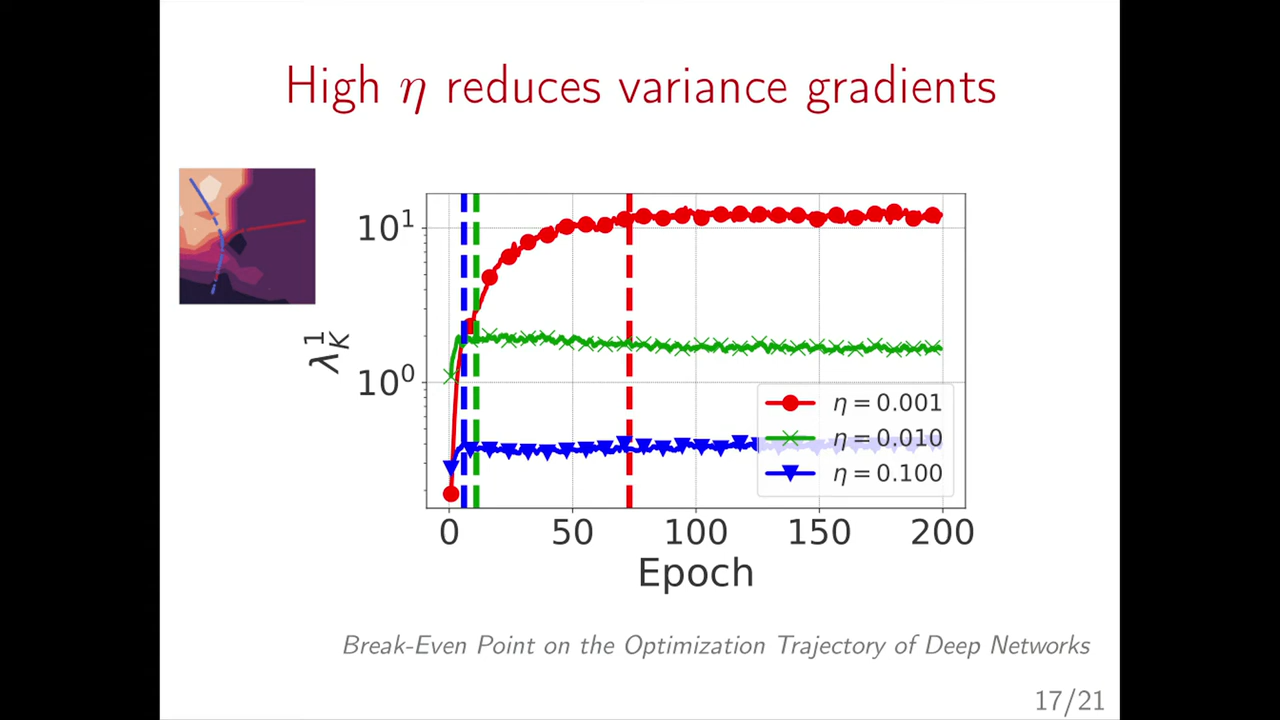 High η reduces variance gradients
10¹
10⁰
λ¹_K
η = 0.001
η = 0.010
η = 0.100
0 50 100 150 200
Epoch
Break-Even Point on the Optimization Trajectory of Deep Networks
17/21